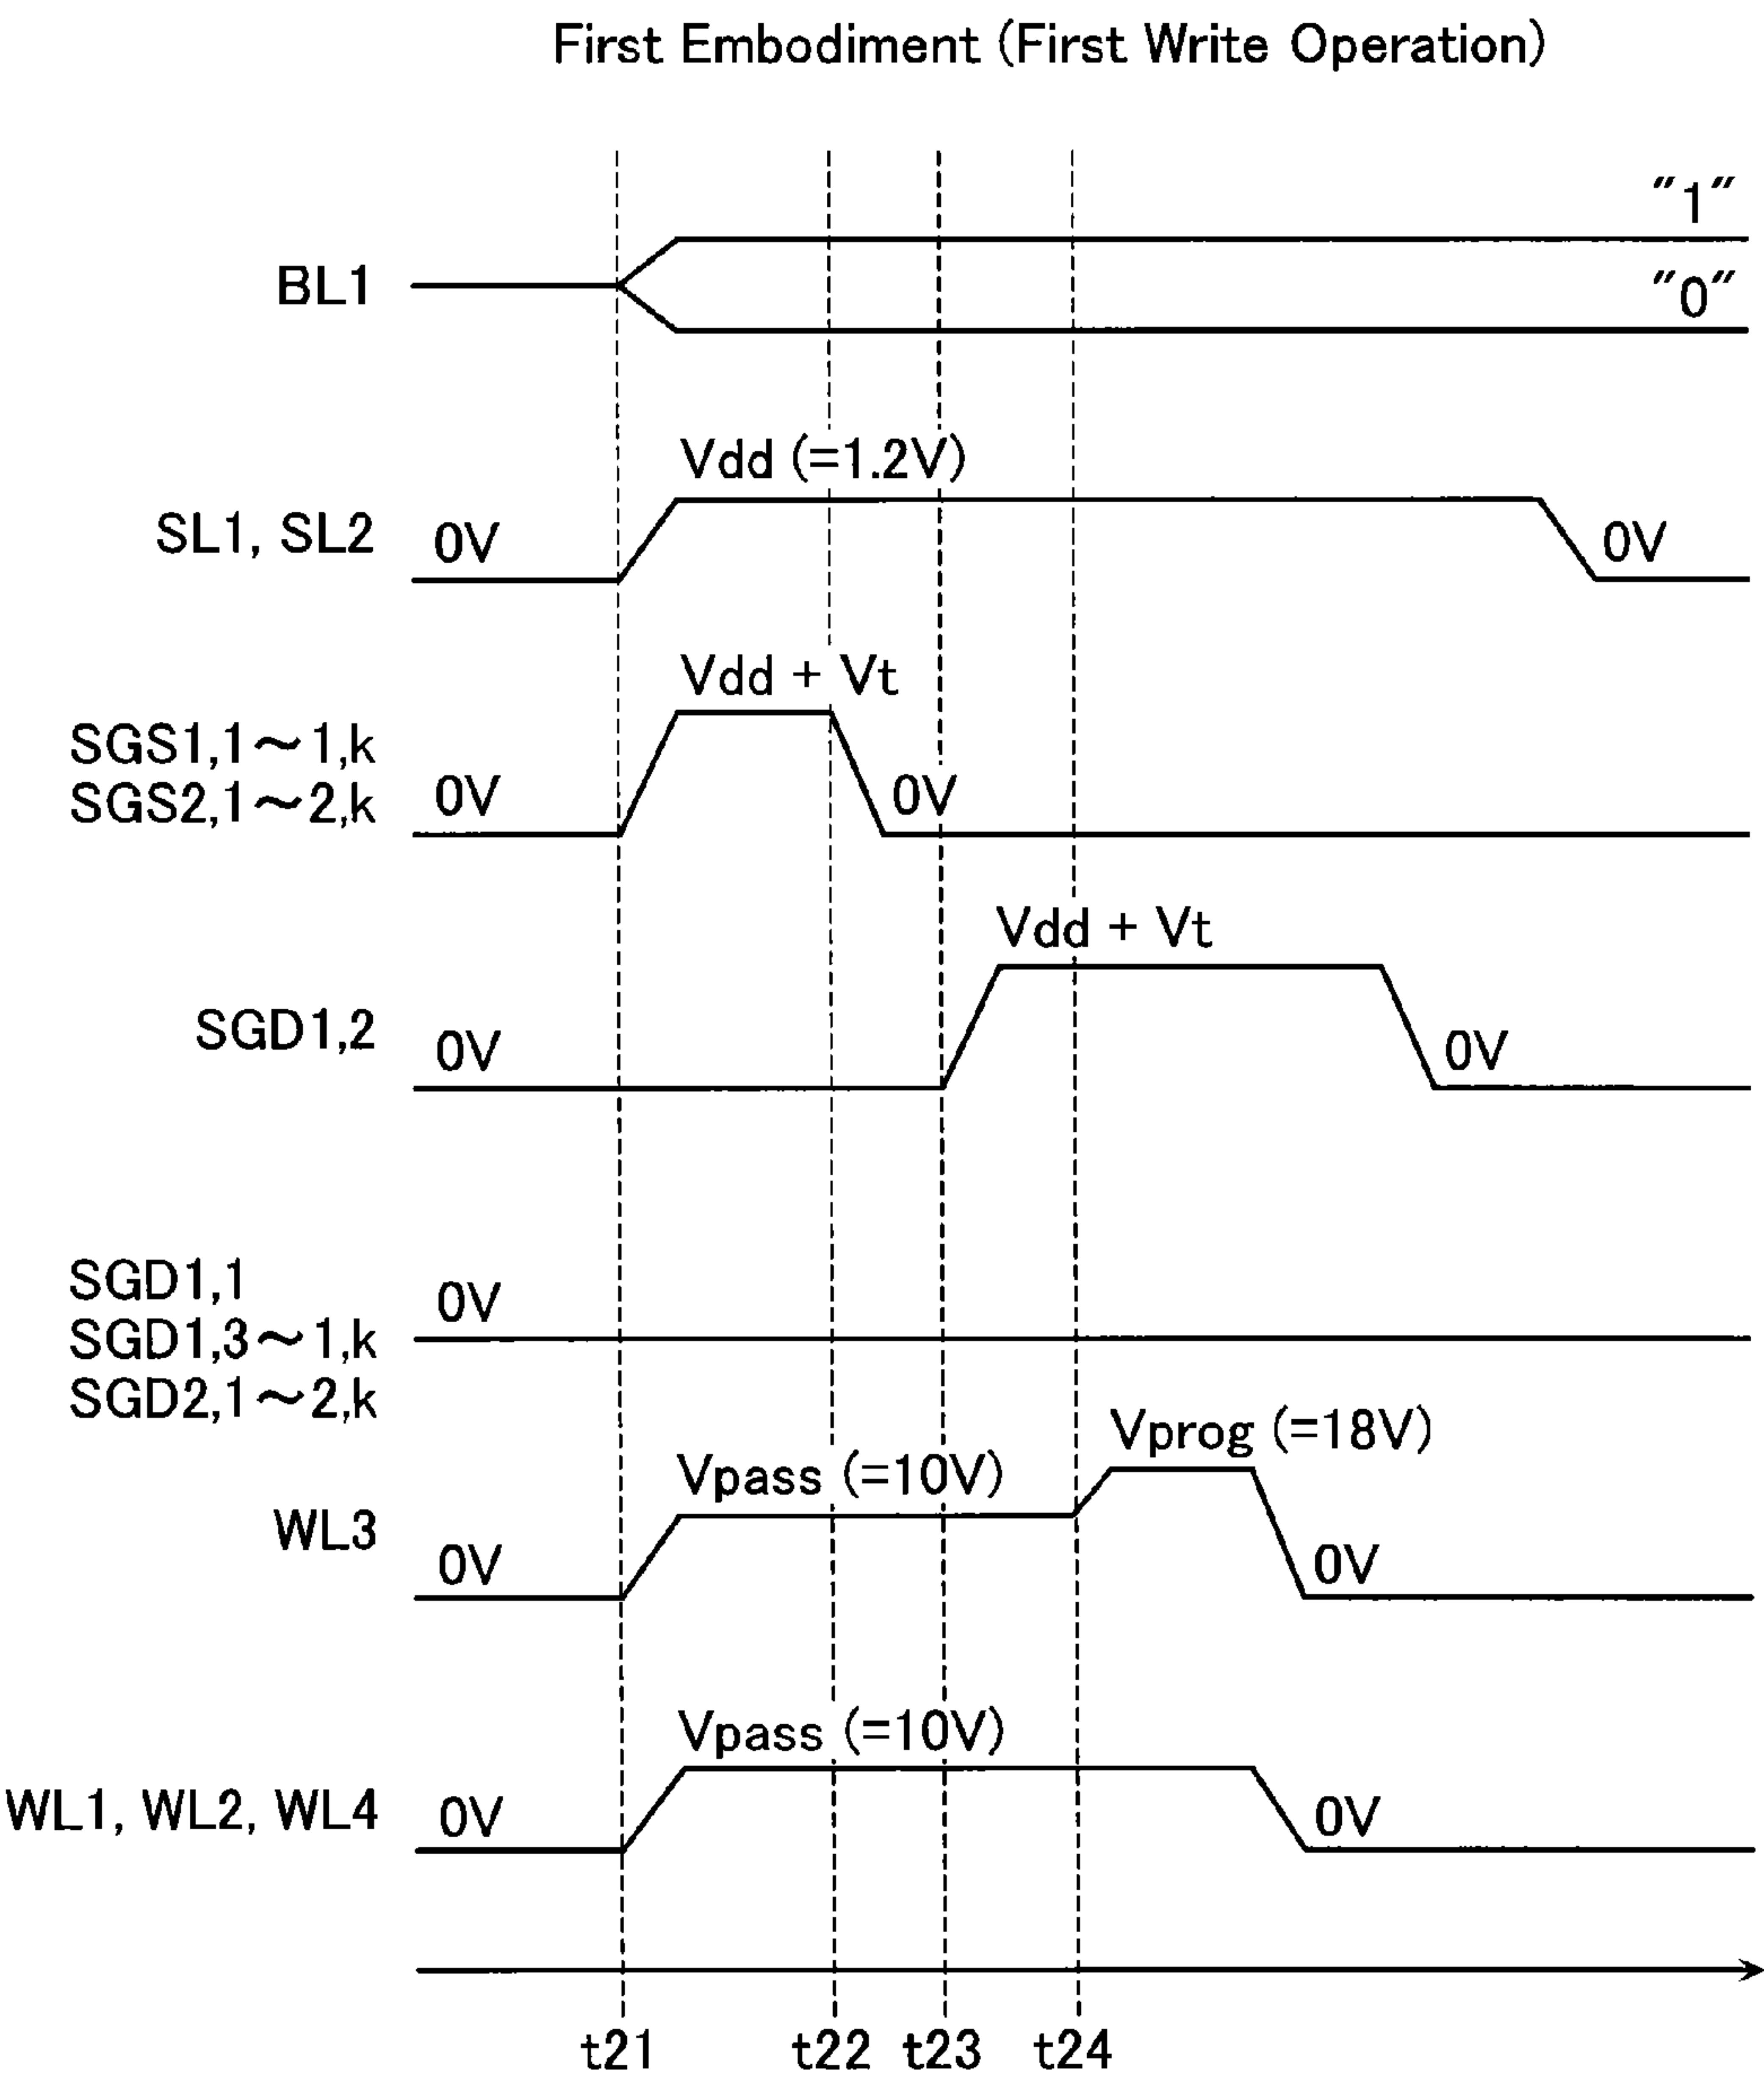 First Embodiment (First Write Operation)
"1"
BL1
"0"
Vdd (=1.2V)
SL1, SL2
0V
0V
Vdd + Vt
SGS1,1～1,k
SGS2,1～2,k
0V
0V
Vdd + Vt
SGD1,2
0V
0V
SGD1,1
SGD1,3～1,k
SGD2,1～2,k
0V
Vprog (=18V)
Vpass (=10V)
WL3
0V
0V
Vpass (=10V)
WL1, WL2, WL4
0V
0V
t21
t22
t23
t24